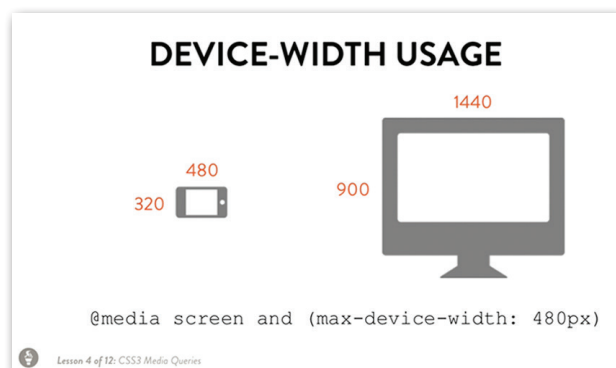 DEVICE-WIDTH USAGE
1440
480
320
900
@media screen and (max-device-width: 480px)
Lesson 4 of 12: CSS3 Media Queries